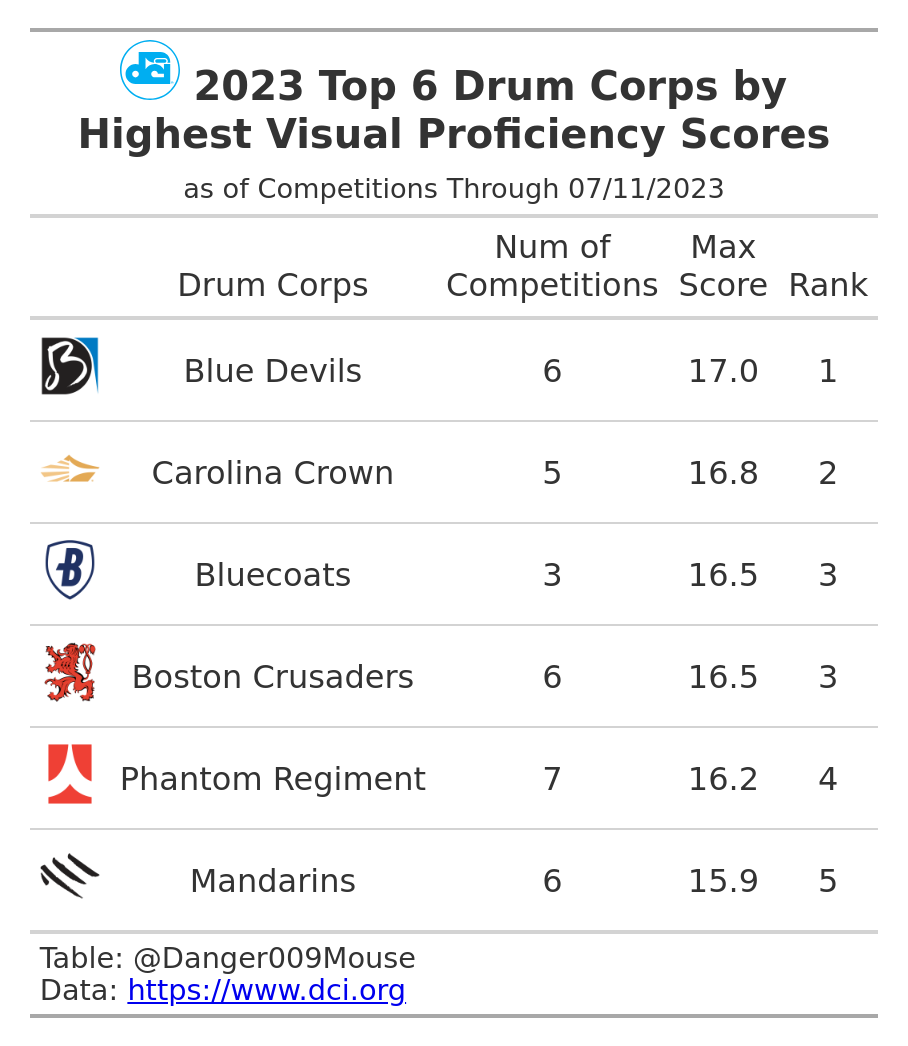 2023 Top 6 Drum Corps by
Highest Visual Proficiency Scores
as of Competitions Through 07/11/2023
Drum Corps Num of Competitions Max Score Rank
Blue Devils 6 17.0 1
Carolina Crown 5 16.8 2
Bluecoats 3 16.5 3
Boston Crusaders 6 16.5 3
Phantom Regiment 7 16.2 4
Mandarins 6 15.9 5
Table: @Danger009Mouse
Data: https://www.dci.org